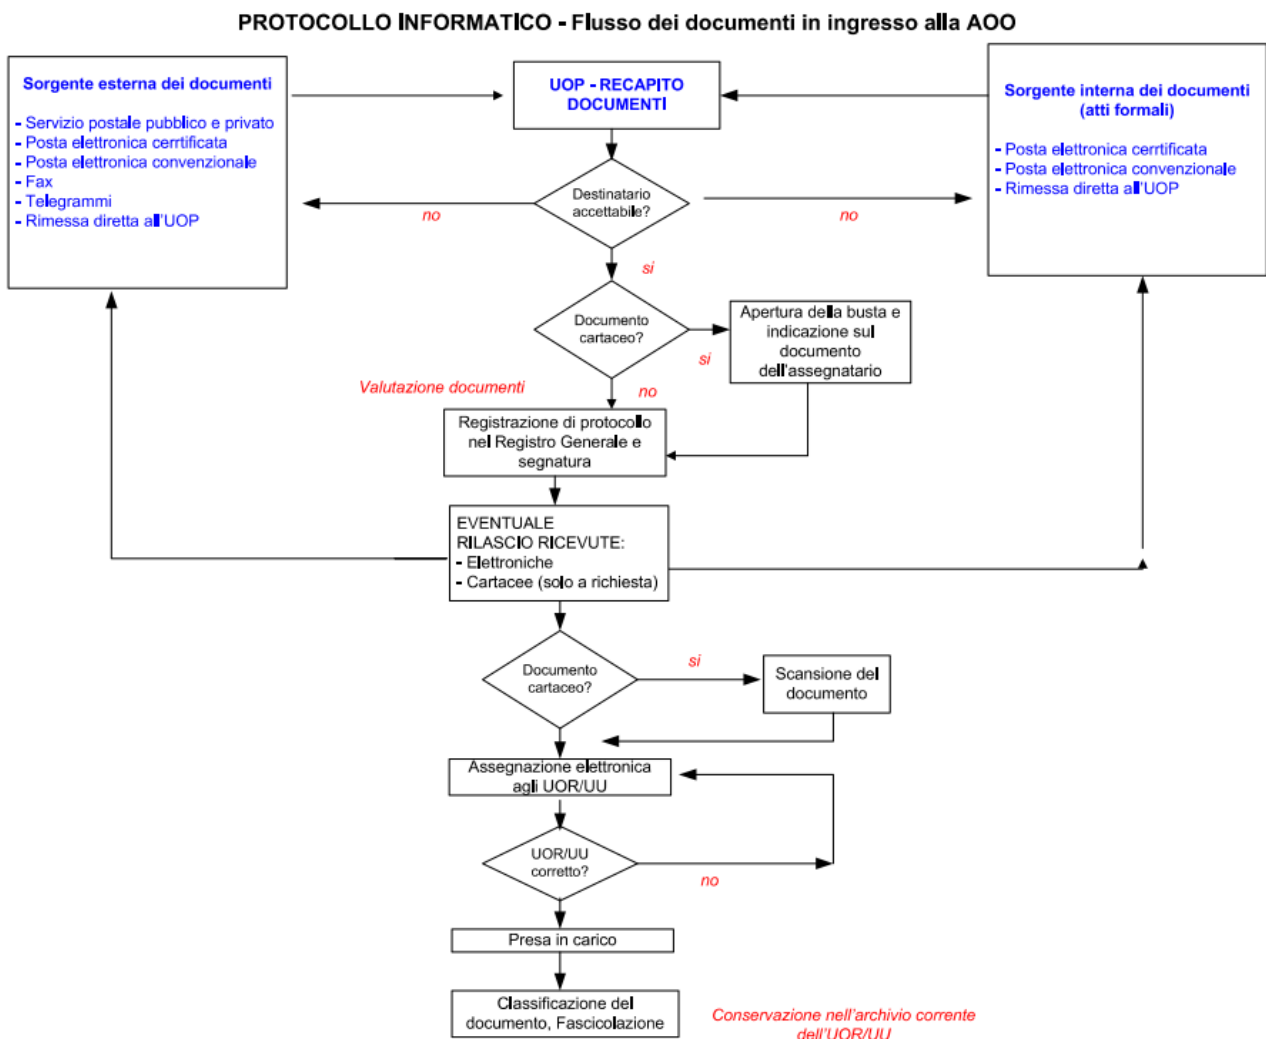 PROTOCOLLO INFORMATICO - Flusso dei documenti in ingresso alla AOO
Sorgente esterna dei documenti
- Servizio postale pubblico e privato
- Posta elettronica cerrtificata
- Posta elettronica convenzionale
- Fax
- Telegrammi
- Rimessa diretta all'UOP
UOP - RECAPITO
DOCUMENTI
Sorgente interna dei documenti
(atti formali)
- Posta elettronica cerrtificata
- Posta elettronica convenzionale
- Rimessa diretta all'UOP
Destinatario
accettabile?
no
no
si
Documento
cartaceo?
si
Apertura della busta e
indicazione sul
documento
dell'assegnatario
Valutazione documenti
no
Registrazione di protocollo
nel Registro Generale e
segnatura
EVENTUALE
RILASCIO RICEVUTE:
- Elettroniche
- Cartacee (solo a richiesta)
Documento
cartaceo?
si
Scansione del
documento
Assegnazione elettronica
agli UOR/UU
UOR/UU
corretto?
no
Presa in carico
Classificazione del
documento, Fascicolazione
Conservazione nell'archivio corrente
dell'UOR/UU